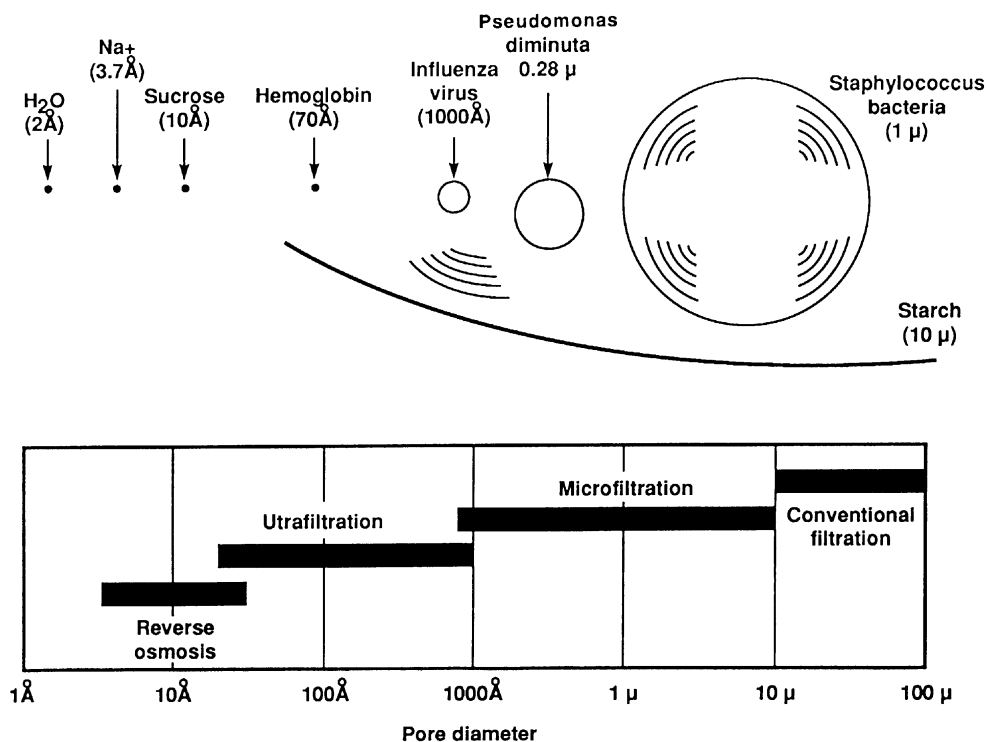 H₂O
(2Å)
Na+
(3.7Å)
Sucrose
(10Å)
Hemoglobin
(70Å)
Influenza
virus
(1000Å)
Pseudomonas
diminuta
0.28 μ
Staphylococcus
bacteria
(1 μ)
Starch
(10 μ)
Microfiltration
Utrafiltration
Conventional
filtration
Reverse
osmosis
1Å 10Å 100Å 1000Å 1 μ 10 μ 100 μ
Pore diameter